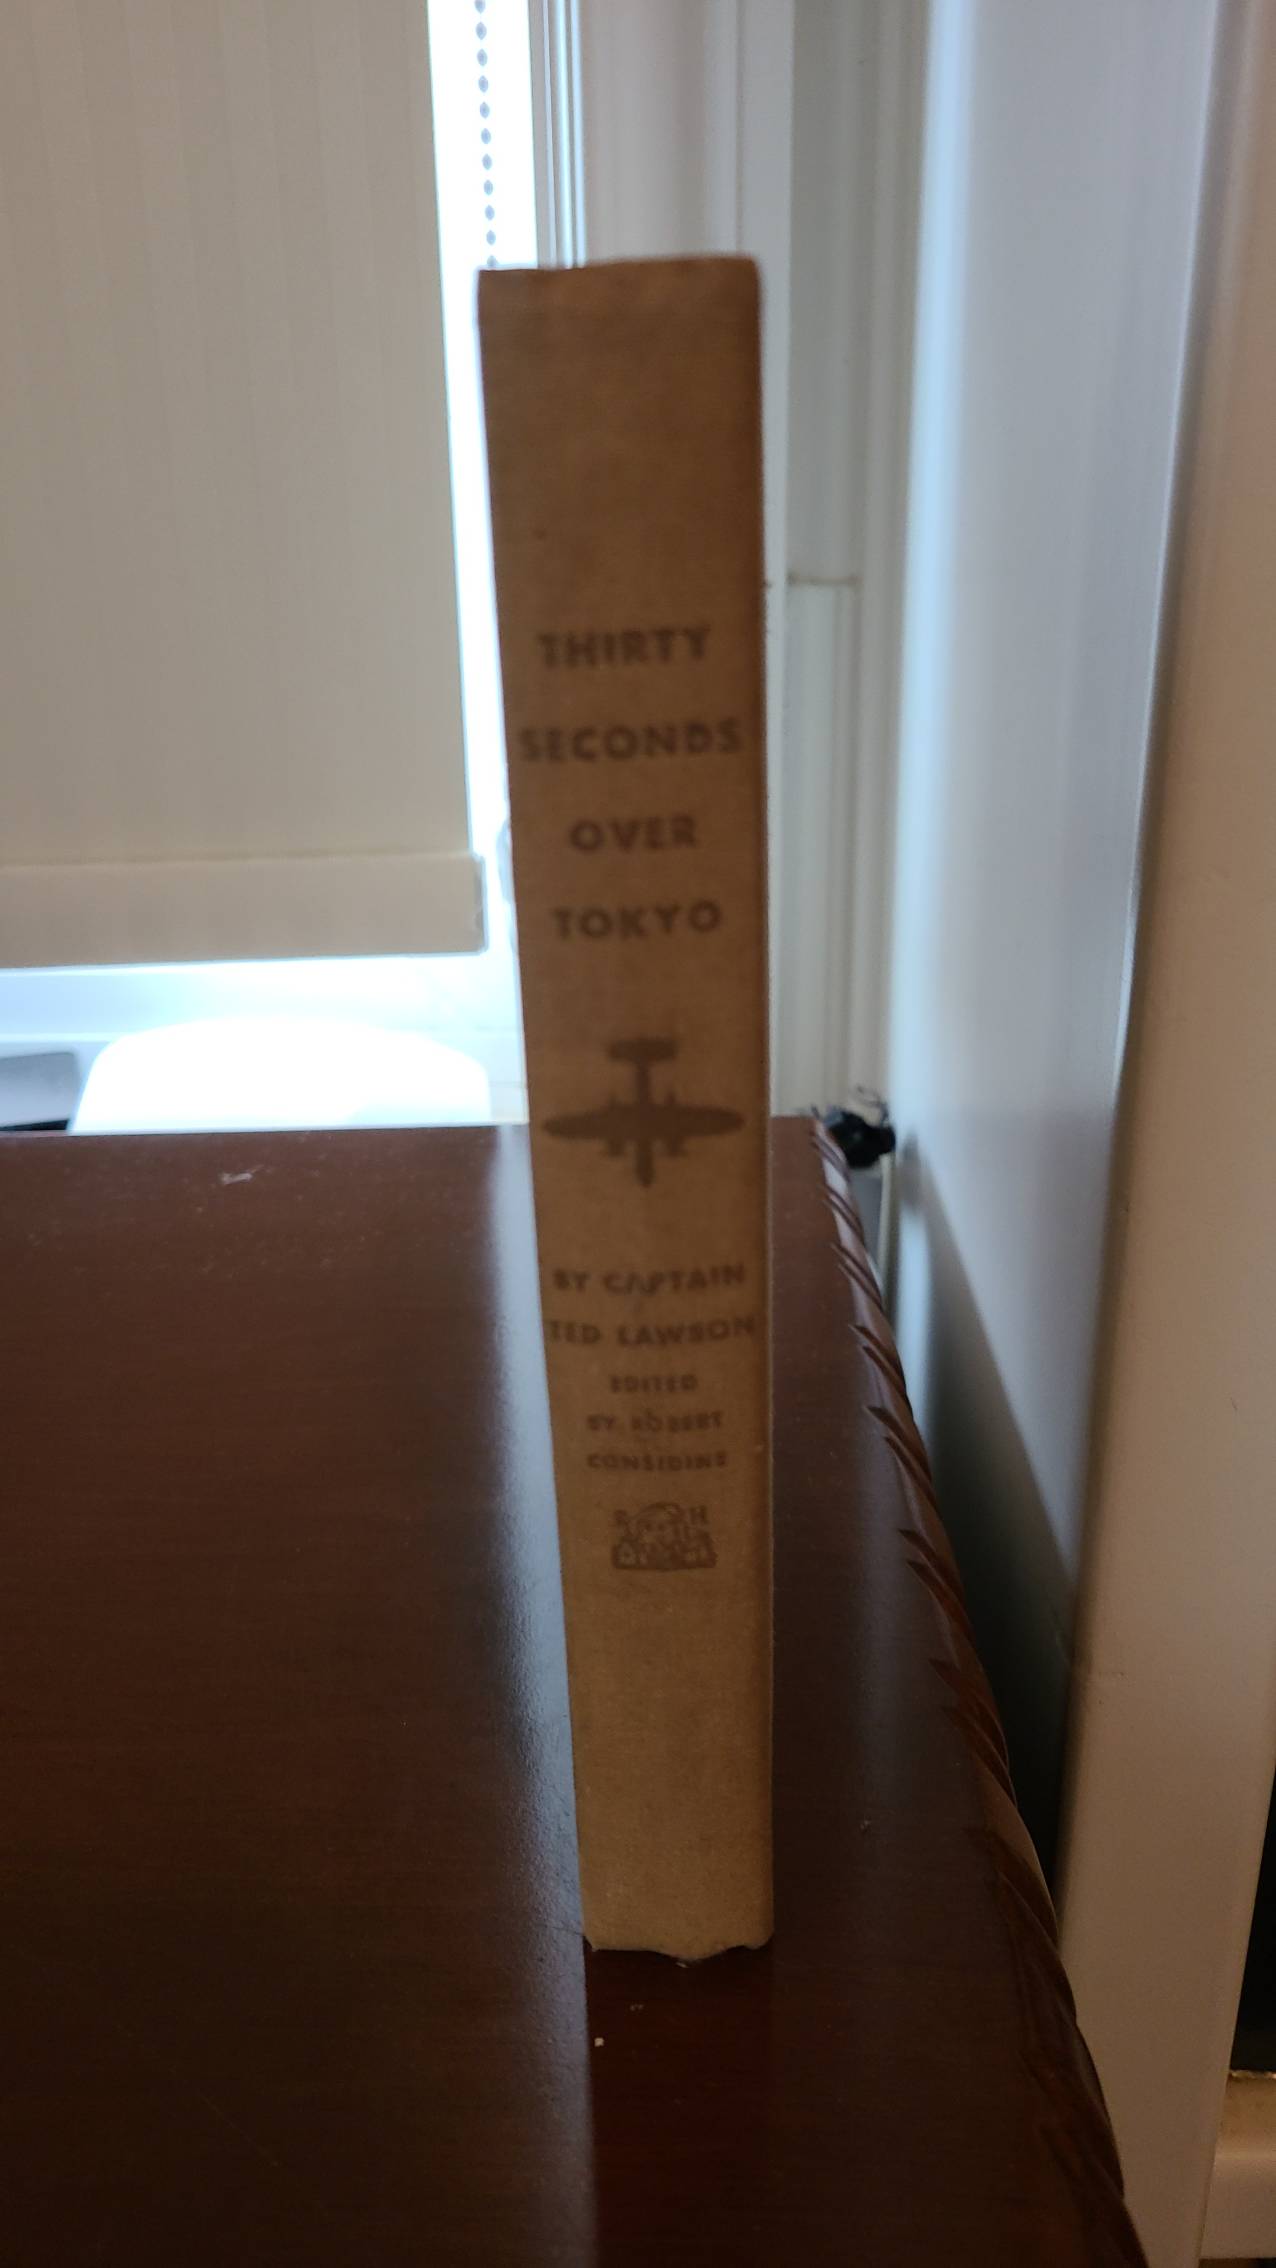 THIRTY
SECONDS
OVER
TOKYO
BY CAPTAIN
TED LAWSON
EDITED
BY ROBERT
CONSIDINE
R H